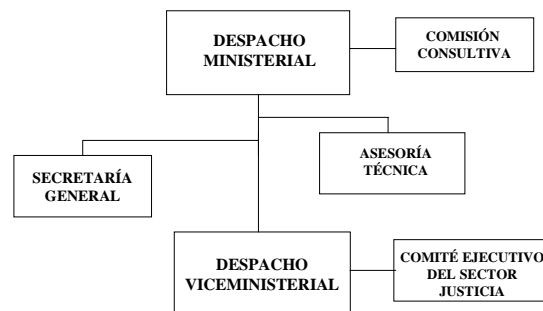 DESPACHO
MINISTERIAL
COMISIÓN
CONSULTIVA
ASESORÍA
TÉCNICA
SECRETARÍA
GENERAL
DESPACHO
VICEMINISTERIAL
COMITÉ EJECUTIVO
DEL SECTOR
JUSTICIA